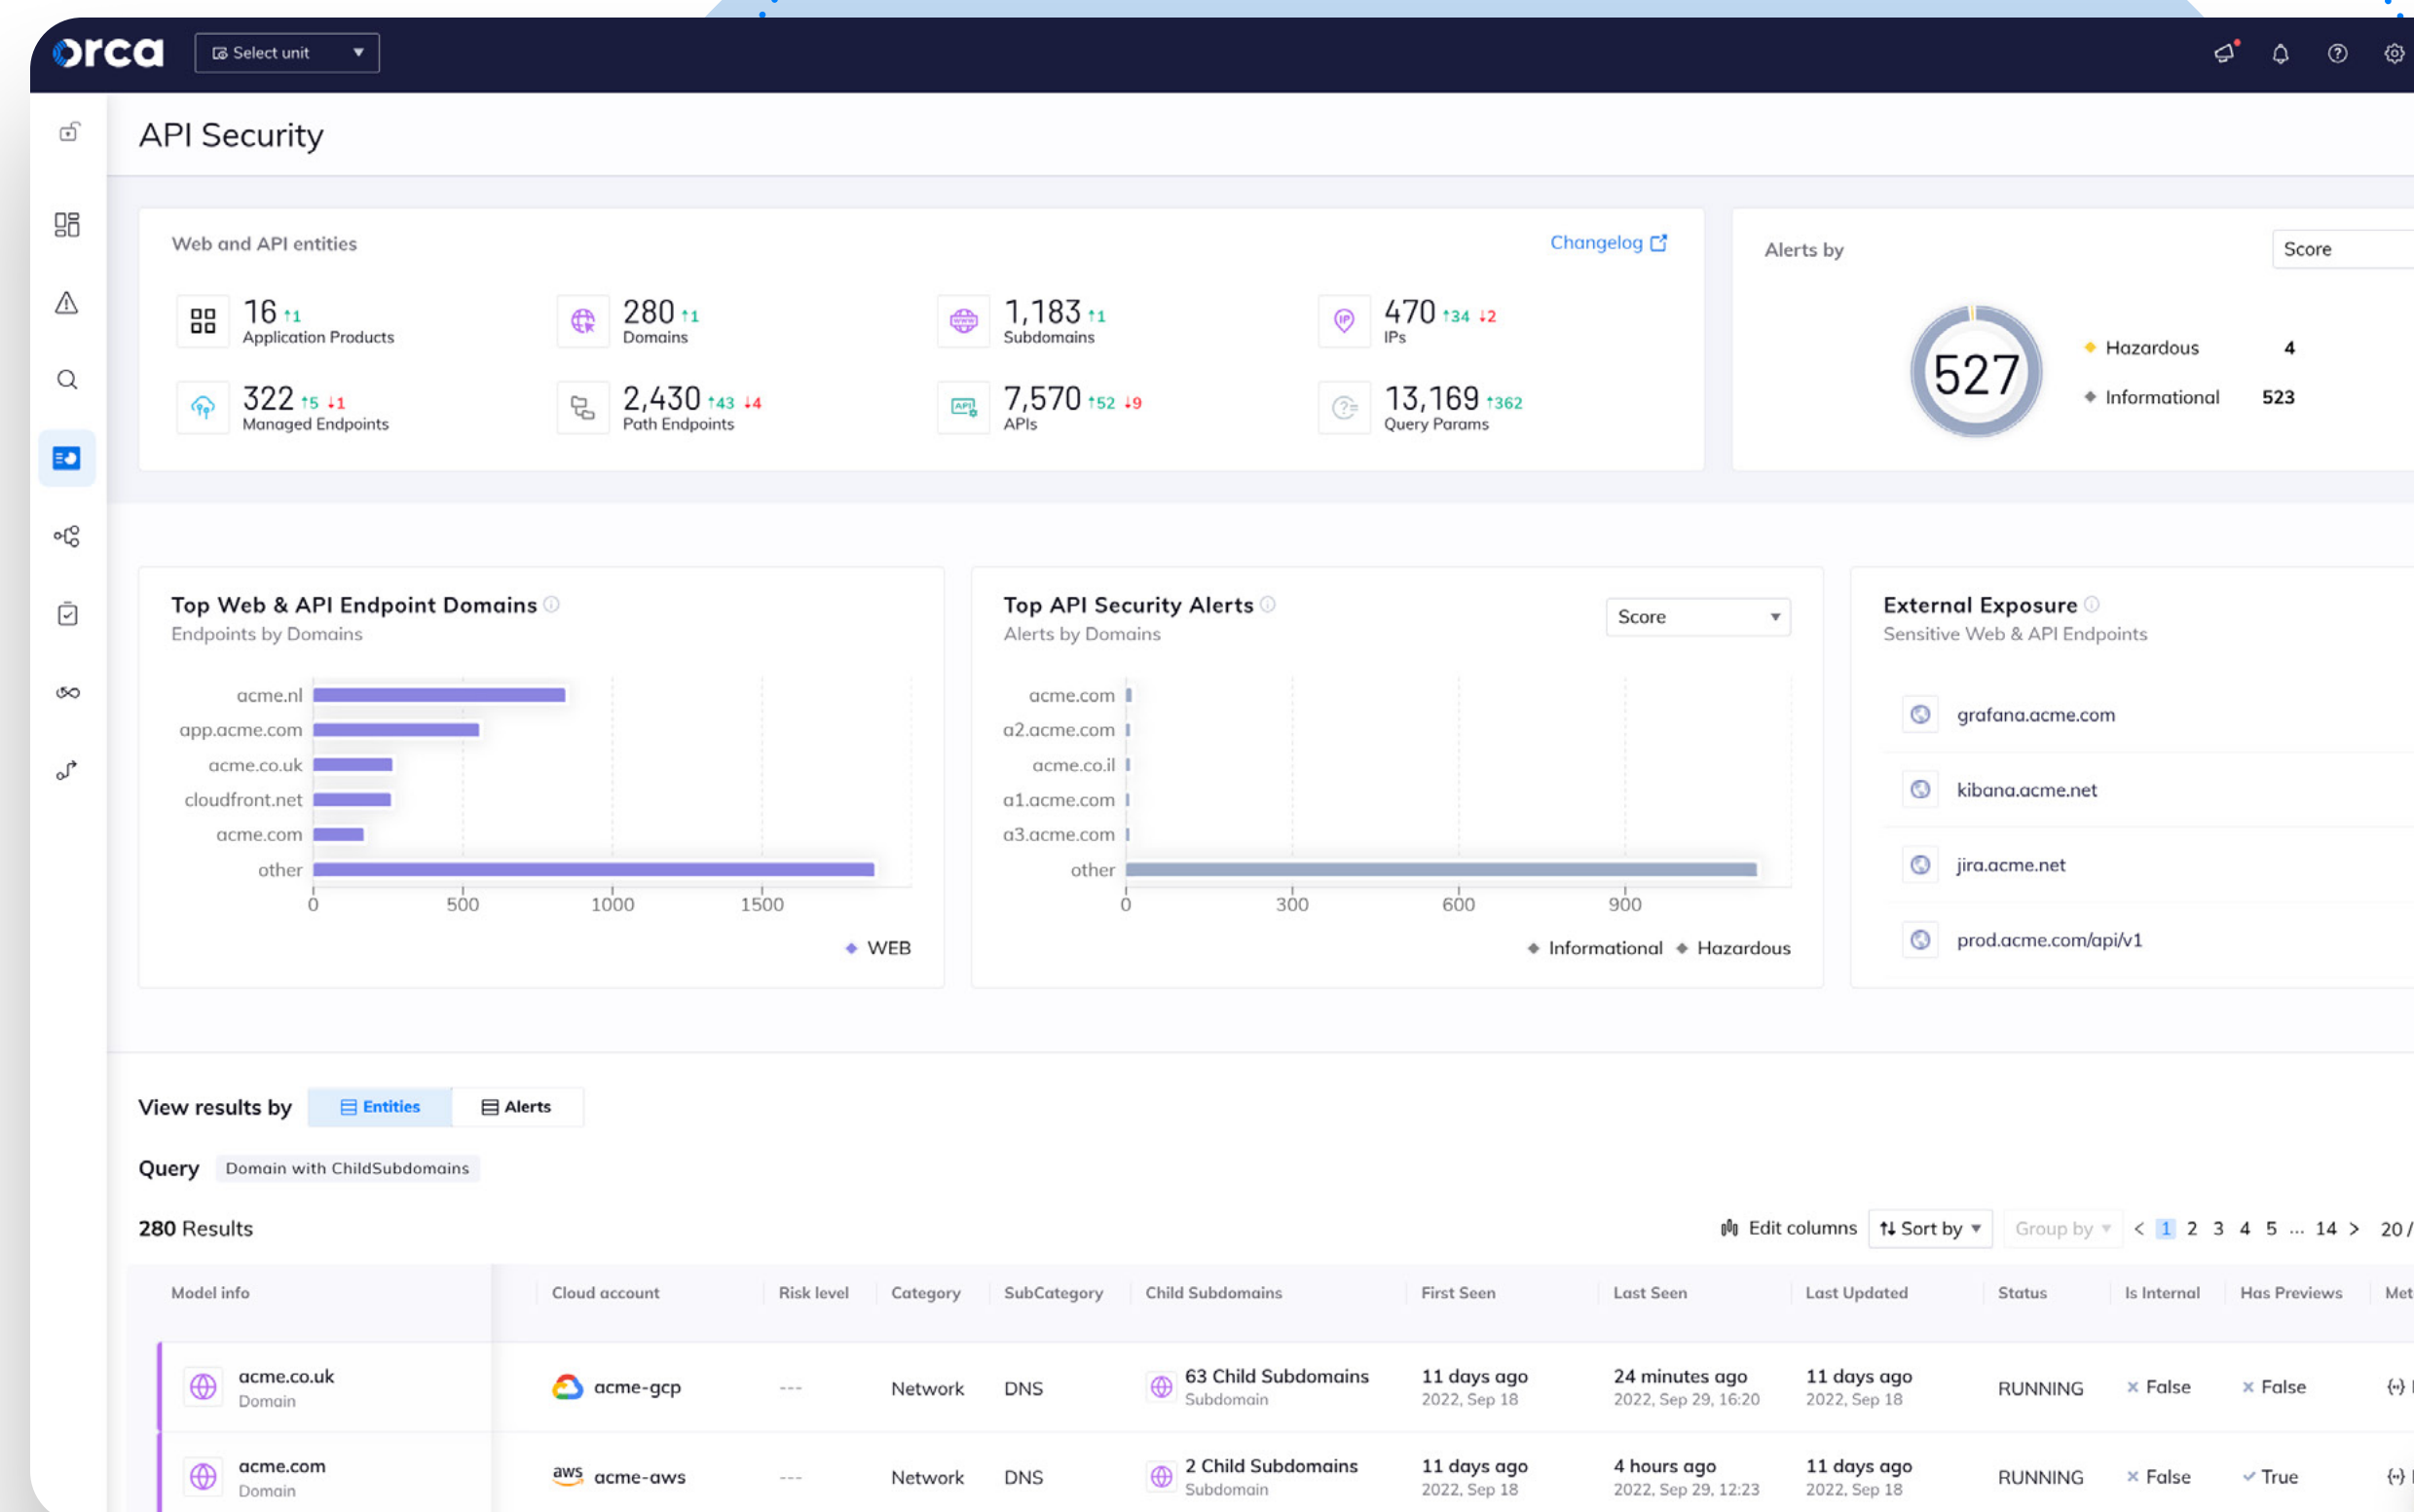 orca Select unit
API Security
Web and API entities Changelog
16 ↑1 280 ↑1 1,183 ↑1 470 ↑34 ↓2
Application Products Domains Subdomains IPs
322 ↑5 ↓1 2,430 ↑43 ↓4 7,570 ↑52 ↓9 13,169 ↑362
Managed Endpoints Path Endpoints APIs Query Params
Alerts by Score
527
Hazardous 4
Informational 523
Top Web & API Endpoint Domains
Endpoints by Domains
acme.nl
app.acme.com
acme.co.uk
cloudfront.net
acme.com
other
0 500 1000 1500
WEB
Top API Security Alerts Score
Alerts by Domains
acme.com
a2.acme.com
acme.co.il
a1.acme.com
a3.acme.com
other
0 300 600 900
Informational Hazardous
External Exposure
Sensitive Web & API Endpoints
grafana.acme.com
kibana.acme.net
jira.acme.net
prod.acme.com/api/v1
View results by Entities Alerts
Query Domain with ChildSubdomains
280 Results Edit columns Sort by Group by < 1 2 3 4 5 ... 14 > 20 /
Model info Cloud account Risk level Category SubCategory Child Subdomains First Seen Last Seen Last Updated Status Is Internal Has Previews
acme.co.uk acme-gcp --- Network DNS 63 Child Subdomains 11 days ago 24 minutes ago 11 days ago RUNNING False False
Domain Subdomain 2022, Sep 18 2022, Sep 29, 16:20 2022, Sep 18
acme.com aws acme-aws --- Network DNS 2 Child Subdomains 11 days ago 4 hours ago 11 days ago RUNNING False True
Domain Subdomain 2022, Sep 18 2022, Sep 29, 12:23 2022, Sep 18